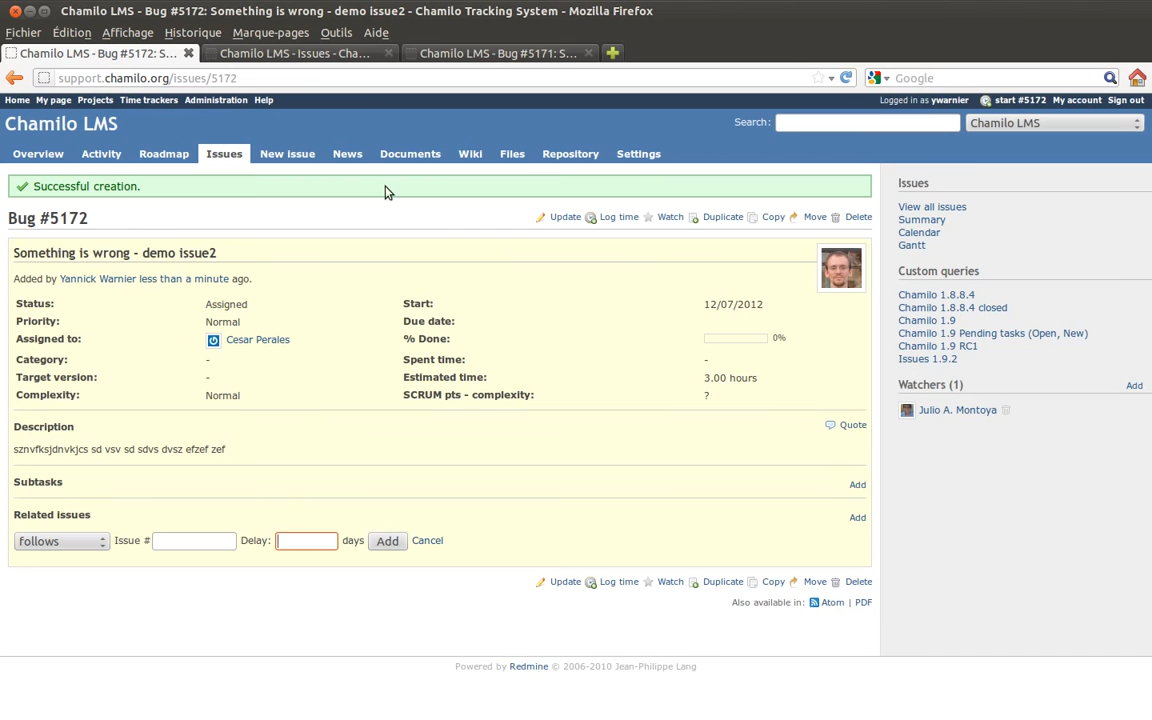 Chamilo LMS - Bug #5172: Something is wrong - demo issue2 - Chamilo Tracking System - Mozilla Firefox
Fichier Édition Affichage Historique Marque-pages Outils Aide
Chamilo LMS - Bug #5172: S... Chamilo LMS - Issues - Cha... Chamilo LMS - Bug #5171: S...
support.chamilo.org/issues/5172 Google
Home My page Projects Time trackers Administration Help Logged in as ywarnier start #5172 My account Sign out
Chamilo LMS Search: Chamilo LMS
Overview Activity Roadmap Issues New issue News Documents Wiki Files Repository Settings
Successful creation.
Bug #5172 Update Log time Watch Duplicate Copy Move Delete
Something is wrong - demo issue2
Added by Yannick Warnier less than a minute ago.
Status: Assigned Start: 12/07/2012
Priority: Normal Due date:
Assigned to: Cesar Perales % Done: 0%
Category: - Spent time: -
Target version: - Estimated time: 3.00 hours
Complexity: Normal SCRUM pts - complexity: ?
Description Quote
sznvfksjdnvkjcs sd vsv sd sdvs dvsz efzef zef
Subtasks Add
Related issues Add
follows Issue # Delay: days Add Cancel
Update Log time Watch Duplicate Copy Move Delete
Also available in: Atom | PDF
Issues
View all issues
Summary
Calendar
Gantt
Custom queries
Chamilo 1.8.8.4
Chamilo 1.8.8.4 closed
Chamilo 1.9
Chamilo 1.9 Pending tasks (Open, New)
Chamilo 1.9 RC1
Issues 1.9.2
Watchers (1) Add
Julio A. Montoya
Powered by Redmine © 2006-2010 Jean-Philippe Lang